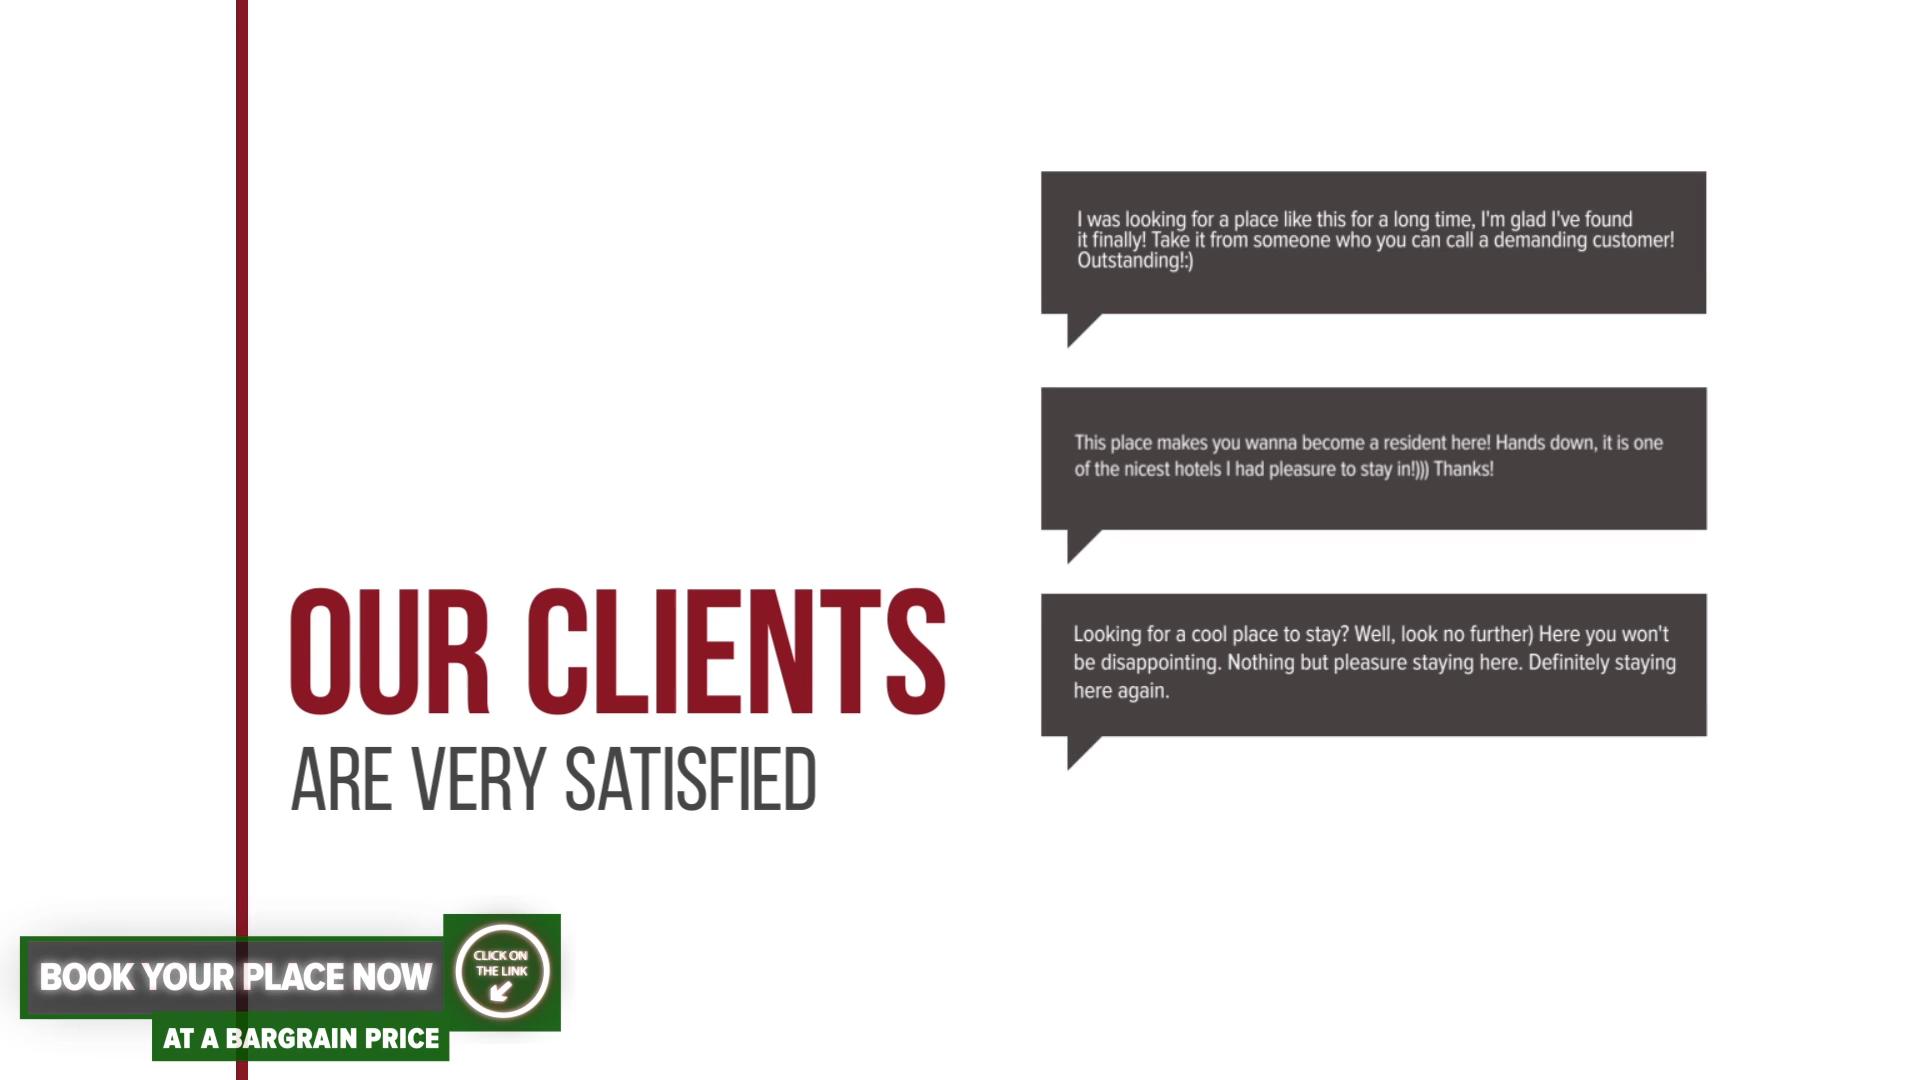 I was looking for a place like this for a long time, I'm glad I've found
it finally! Take it from someone who you can call a demanding customer!
Outstanding!:)
This place makes you wanna become a resident here! Hands down, it is one
of the nicest hotels I had pleasure to stay in!))) Thanks!
Looking for a cool place to stay? Well, look no further) Here you won't
be disappointing. Nothing but pleasure staying here. Definitely staying
here again.
OUR CLIENTS
ARE VERY SATISFIED
BOOK YOUR PLACE NOW
CLICK ON
THE LINK
AT A BARGRAIN PRICE